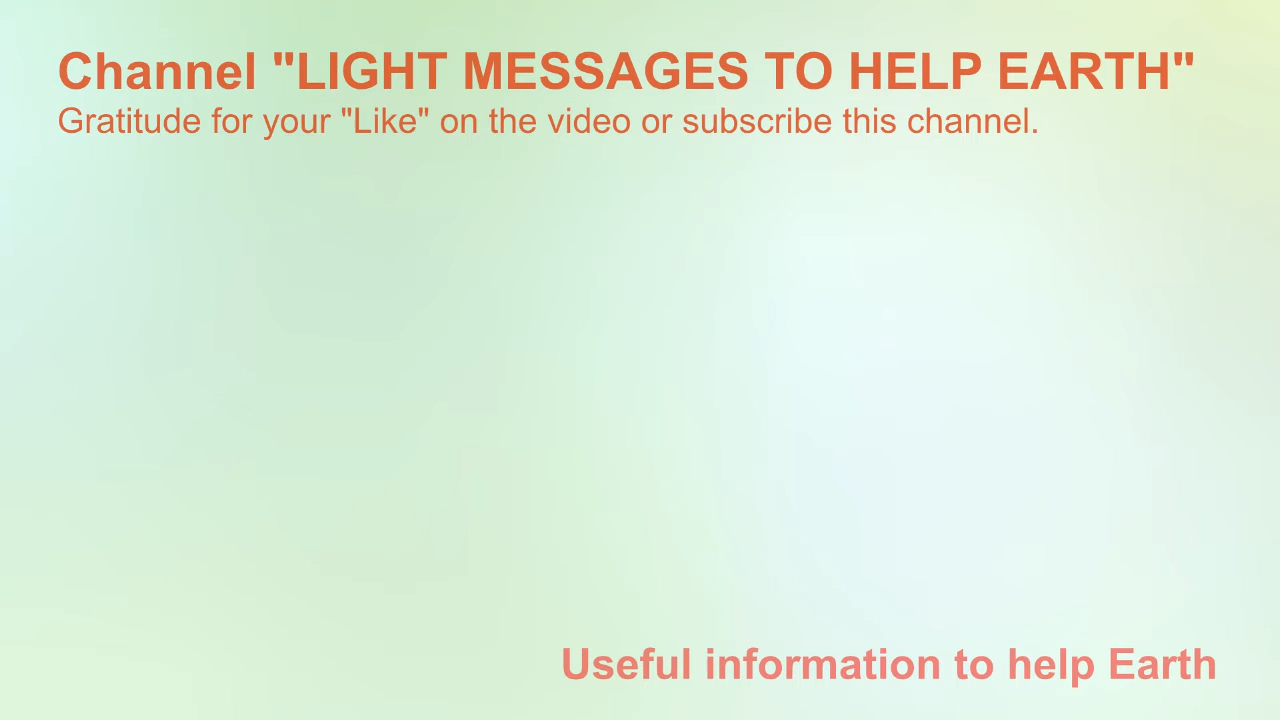 Channel "LIGHT MESSAGES TO HELP EARTH"
Gratitude for your "Like" on the video or subscribe this channel.
Useful information to help Earth